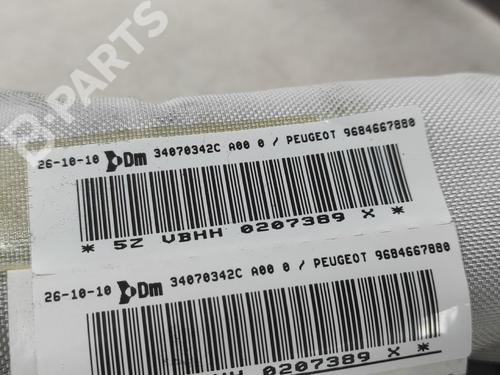 B-PARTS
26-10-10 Dm 34070342C A00 0 / PEUGEOT 9684667880
* 5Z VBHH 0207389 X *
26-10-10 Dm 34070342C A00 0 / PEUGEOT 9684667880
VBHH 0207389 X *